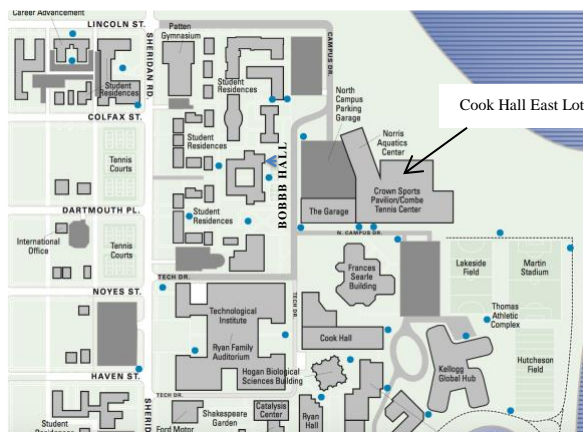 Career Advancement
LINCOLN ST.
SHERIDAN RD.
Patten
Gymnasium
CAMPUS DR.
Student
Residences
Student
Residences
North
Campus
Parking
Garage
Cook Hall East Lot
COLFAX ST.
Norris
Aquatics
Center
Student
Residences
Tennis
Courts
BOBBB HALL
Crown Sports
Pavilion/Combe
Tennis Center
DARTMOUTH PL.
The Garage
Student
Residences
International
Office
Tennis
Courts
N. CAMPUS DR.
Frances
Searle
Building
Lakeside
Field
Martin
Stadium
TECH DR.
NOYES ST.
TECH DR.
Technological
Institute
Thomas
Athletic
Complex
Ryan Family
Auditorium
Cook Hall
Hogan Biological
Sciences Building
Kellogg
Global Hub
Hutcheson
Field
HAVEN ST.
TECH DR.
Catalysis
Center
Shakespeare
Garden
Ryan
Hall
Ford Motor
Student
SHERID